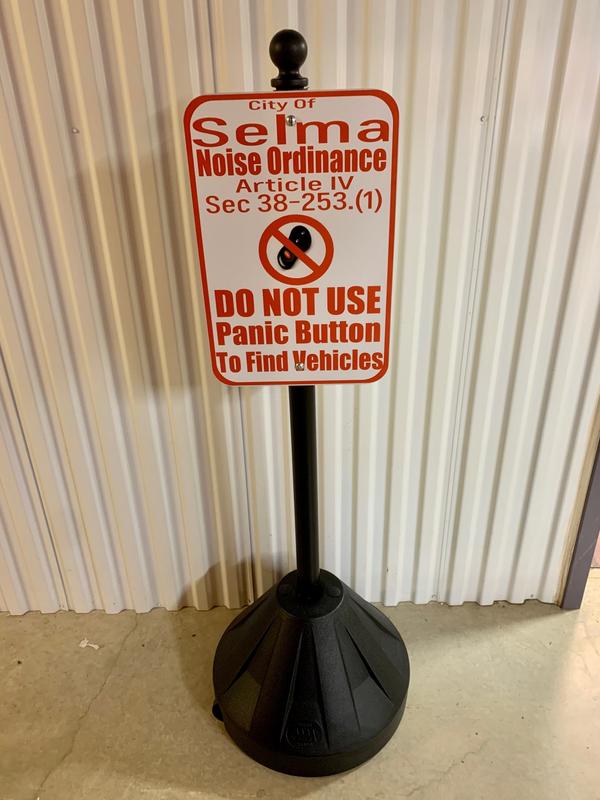 City Of
Selma
Noise Ordinance
Article IV
Sec 38-253.(1)
DO NOT USE
Panic Button
To Find Vehicles